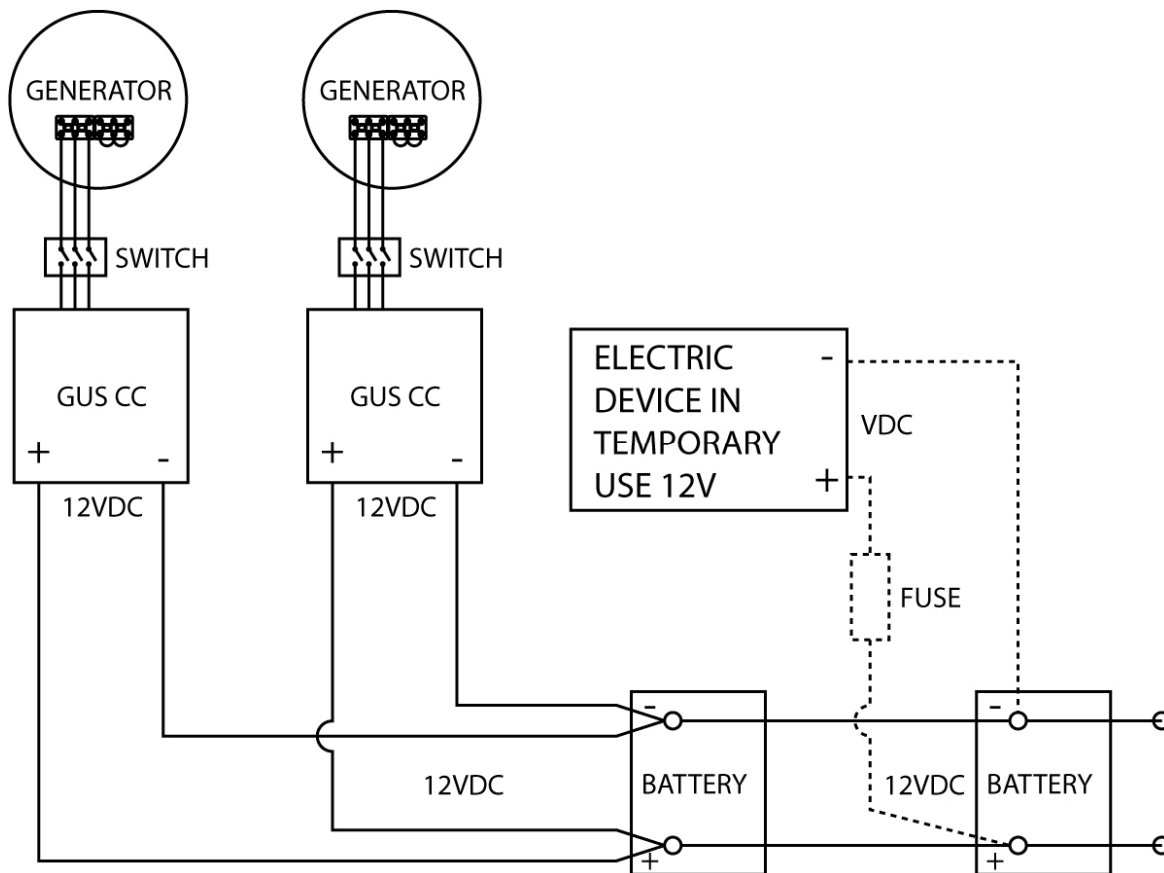 GENERATOR
GENERATOR
SWITCH
SWITCH
GUS CC
+ -
12VDC
GUS CC
+ -
12VDC
ELECTRIC -
DEVICE IN
TEMPORARY
USE 12V +
VDC
FUSE
12VDC
-
BATTERY
+
12VDC
-
BATTERY
+